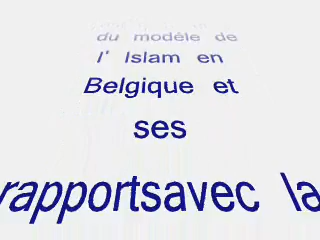 du modèle de
l' Islam en
Belgique et
ses
rapportsavec la